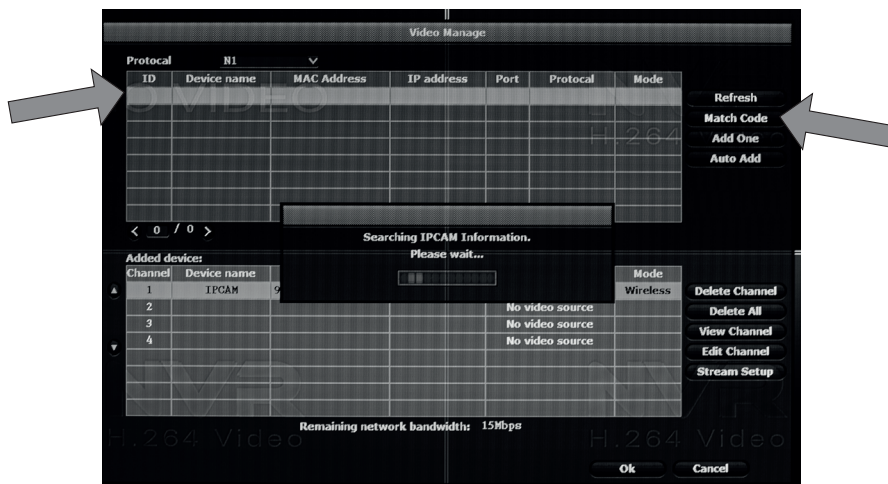 Video Manage
Protocal N1
ID Device name MAC Address IP address Port Protocal Mode
O VIDEO
Refresh
Match Code
H.264
Add One
Auto Add
< 0 / 0 >
Searching IPCAM Information.
Please wait...
Added device:
Channel Device name Mode
1 IPCAM 9 Wireless Delete Channel
2 No video source Delete All
3 No video source View Channel
4 No video source Edit Channel
Stream Setup
NVR NVR
Remaining network bandwidth: 15Mbps
H.264 Video H.264 Video
Ok Cancel